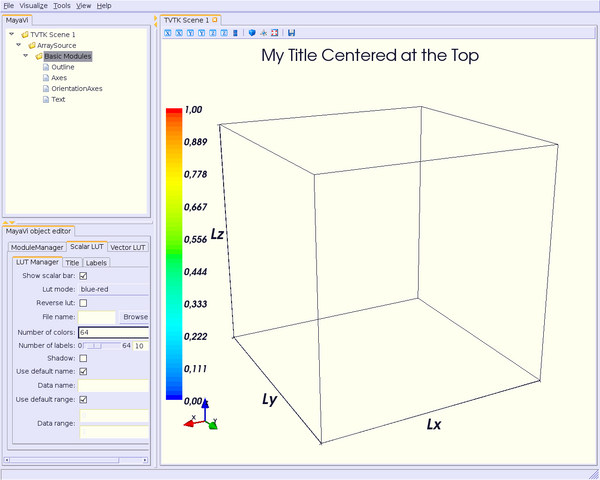 File Visualize Tools View Help
MayaVi
TVTK Scene 1
ArraySource
Basic Modules
Outline
Axes
OrientationAxes
Text
MayaVi object editor
ModuleManager Scalar LUT Vector LUT
LUT Manager Title Labels
Show scalar bar:
Lut mode: blue-red
Reverse lut:
File name: Browse
Number of colors: 64
Number of labels: 0 64 10
Shadow:
Use default name:
Data name:
Use default range:
Data range:
TVTK Scene 1
My Title Centered at the Top
1,00
0,889
0,778
0,667
0,556
0,444
0,333
0,222
0,111
0,00
Lz
Ly
Lx